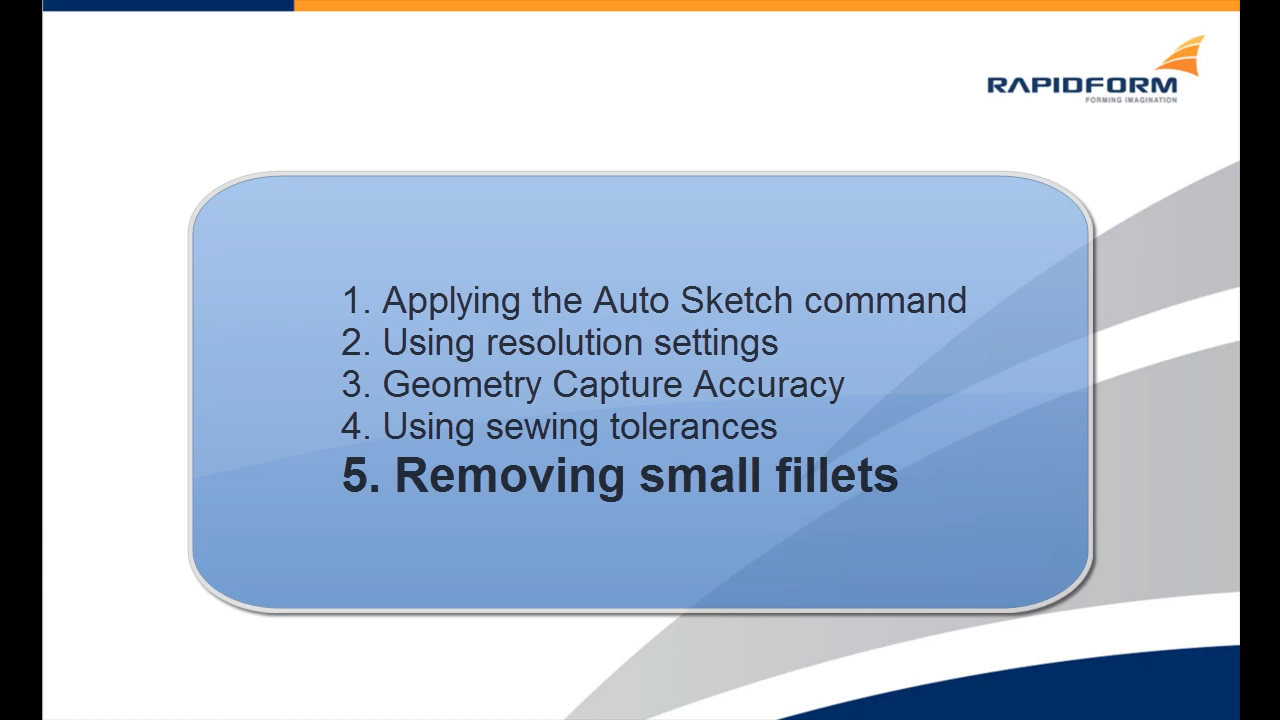 RAPIDFORM
FORMING IMAGINATION
1. Applying the Auto Sketch command
2. Using resolution settings
3. Geometry Capture Accuracy
4. Using sewing tolerances
5. Removing small fillets